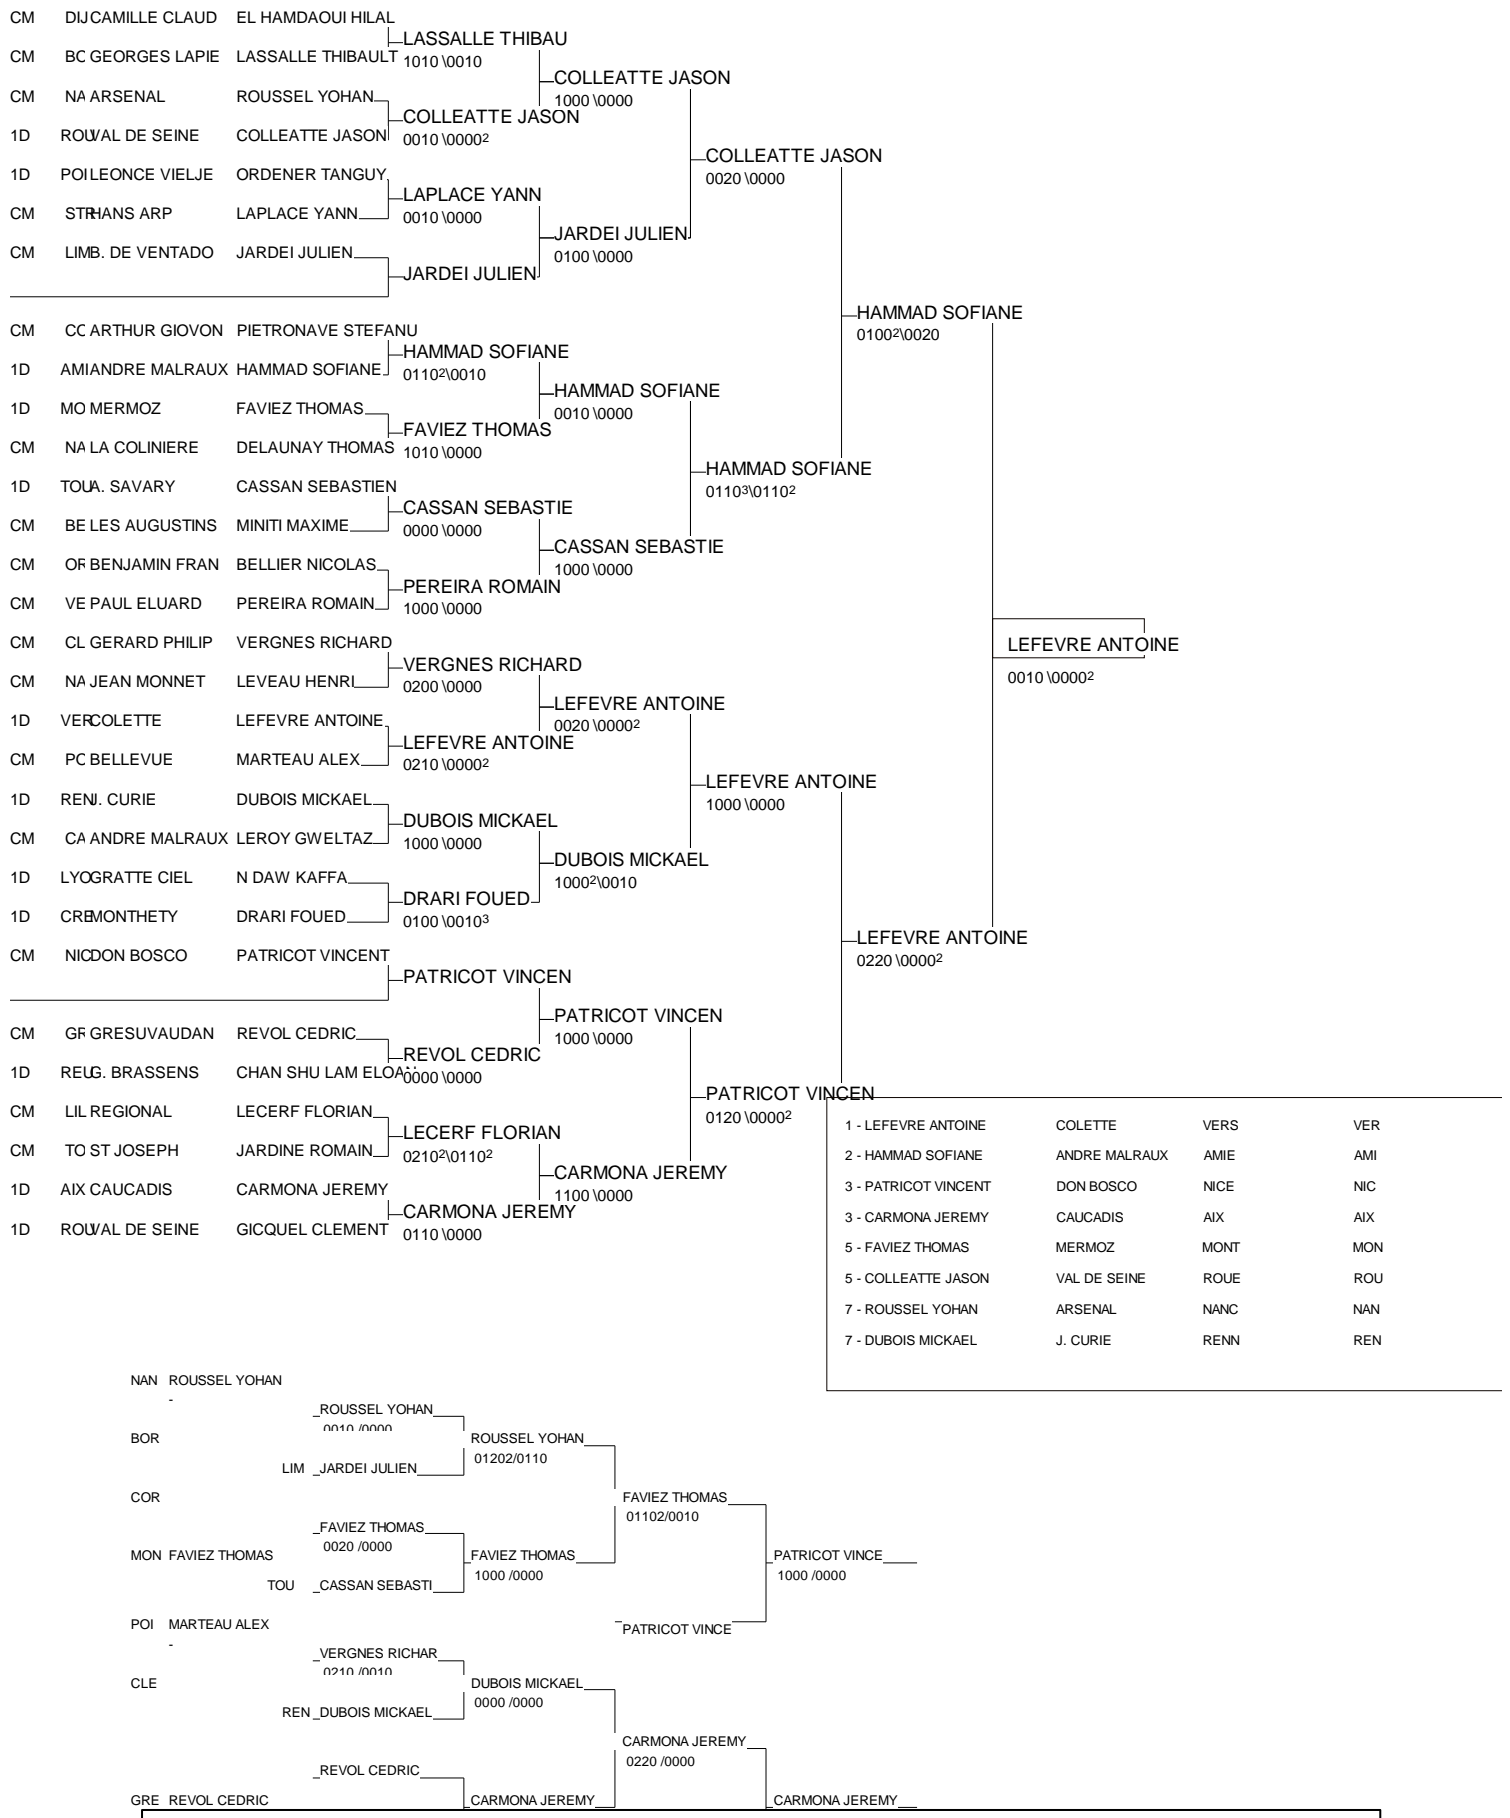 CM DIJ CAMILLE CLAUD EL HAMDAOUI HILAL
LASSALLE THIBAU
CM BO GEORGES LAPIE LASSALLE THIBAULT 1010 \0010
COLLEATTE JASON
CM NA ARSENAL ROUSSEL YOHAN 1000 \0000
COLLEATTE JASON
1D ROU VAL DE SEINE COLLEATTE JASON 0010 \0000²
COLLEATTE JASON
1D POI LEONCE VIELJE ORDENER TANGUY 0020 \0000
LAPLACE YANN
CM STR HANS ARP LAPLACE YANN 0010 \0000
JARDEI JULIEN
CM LIM B. DE VENTADO JARDEI JULIEN 0100 \0000
JARDEI JULIEN
HAMMAD SOFIANE
CM CO ARTHUR GIOVON PIETRONAVE STEFANU 0100²\0020
HAMMAD SOFIANE
1D AMI ANDRE MALRAUX HAMMAD SOFIANE 0110²\0010
HAMMAD SOFIANE
1D MO MERMOZ FAVIEZ THOMAS 0010 \0000
FAVIEZ THOMAS
CM NA LA COLINIERE DELAUNAY THOMAS 1010 \0000
HAMMAD SOFIANE
1D TOU A. SAVARY CASSAN SEBASTIEN 0110³\0110²
CASSAN SEBASTIE
CM BE LES AUGUSTINS MINITI MAXIME 0000 \0000
CASSAN SEBASTIE
CM OR BENJAMIN FRAN BELLIER NICOLAS 1000 \0000
PEREIRA ROMAIN
CM VE PAUL ELUARD PEREIRA ROMAIN 1000 \0000
CM CL GERARD PHILIP VERGNES RICHARD LEFEVRE ANTOINE
VERGNES RICHARD
CM NA JEAN MONNET LEVEAU HENRI 0200 \0000 0010 \0000²
LEFEVRE ANTOINE
1D VER COLETTE LEFEVRE ANTOINE 0020 \0000²
LEFEVRE ANTOINE
CM PO BELLEVUE MARTEAU ALEX 0210 \0000²
LEFEVRE ANTOINE
1D REN J. CURIE DUBOIS MICKAEL 1000 \0000
DUBOIS MICKAEL
CM CA ANDRE MALRAUX LEROY GWELTAZ 1000 \0000
DUBOIS MICKAEL
1D LYO GRATTE CIEL N DAW KAFFA 1000²\0010
DRARI FOUED
1D CRE MONTHETY DRARI FOUED 0100 \0010³
LEFEVRE ANTOINE
CM NIC DON BOSCO PATRICOT VINCENT 0220 \0000²
PATRICOT VINCEN
PATRICOT VINCEN
CM GR GRESUVAUDAN REVOL CEDRIC 1000 \0000
REVOL CEDRIC
1D REU G. BRASSENS CHAN SHU LAM ELOAN 0000 \0000
PATRICOT VINCEN
CM LIL REGIONAL LECERF FLORIAN 0120 \0000²
LECERF FLORIAN
CM TO ST JOSEPH JARDINE ROMAIN 0210²\0110²
CARMONA JEREMY
1D AIX CAUCADIS CARMONA JEREMY 1100 \0000
CARMONA JEREMY
1D ROU VAL DE SEINE GICQUEL CLEMENT 0110 \0000
1 - LEFEVRE ANTOINE COLETTE VERS VER
2 - HAMMAD SOFIANE ANDRE MALRAUX AMIE AMI
3 - PATRICOT VINCENT DON BOSCO NICE NIC
3 - CARMONA JEREMY CAUCADIS AIX AIX
5 - FAVIEZ THOMAS MERMOZ MONT MON
5 - COLLEATTE JASON VAL DE SEINE ROUE ROU
7 - ROUSSEL YOHAN ARSENAL NANC NAN
7 - DUBOIS MICKAEL J. CURIE RENN REN
NAN ROUSSEL YOHAN
-
ROUSSEL YOHAN
0010 /0000
BOR ROUSSEL YOHAN
01202/0110
LIM JARDEI JULIEN
COR FAVIEZ THOMAS
01102/0010
FAVIEZ THOMAS
0020 /0000
MON FAVIEZ THOMAS FAVIEZ THOMAS PATRICOT VINCE
1000 /0000 1000 /0000
TOU CASSAN SEBASTI
POI MARTEAU ALEX PATRICOT VINCE
-
VERGNES RICHAR
0210 /0010
CLE DUBOIS MICKAEL
0000 /0000
REN DUBOIS MICKAEL
CARMONA JEREMY
0220 /0000
REVOL CEDRIC
GRE REVOL CEDRIC CARMONA JEREMY CARMONA JEREMY